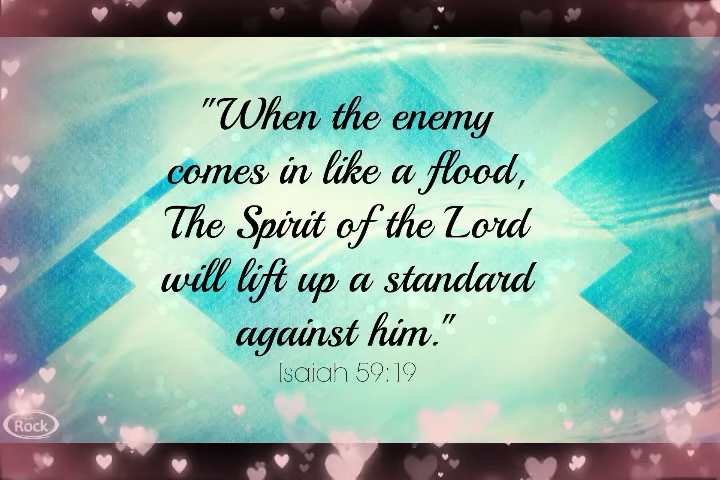 "When the enemy
comes in like a flood,
The Spirit of the Lord
will lift up a standard
against him."
Isaiah 59:19
Rock